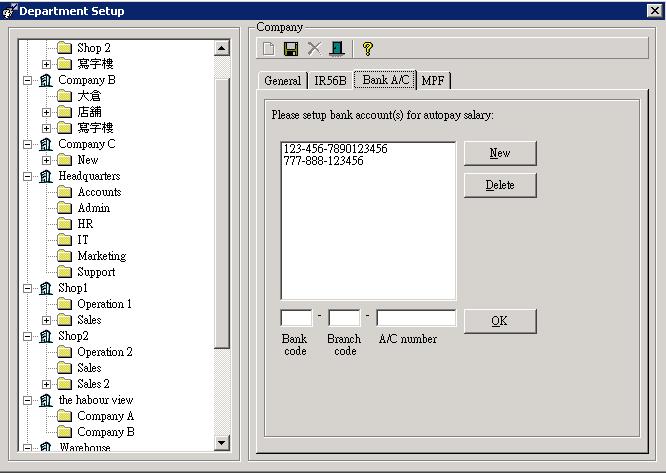 Department Setup
Shop 2
寫字樓
Company B
大倉
店舖
寫字樓
Company C
New
Headquarters
Accounts
Admin
HR
IT
Marketing
Support
Shop1
Operation 1
Sales
Shop2
Operation 2
Sales
Sales 2
the habour view
Company A
Company B
Warehouse
Company
General IR56B Bank A/C MPF
Please setup bank account(s) for autopay salary:
123-456-7890123456
777-888-123456
New
Delete
- -
OK
Bank code
Branch code
A/C number